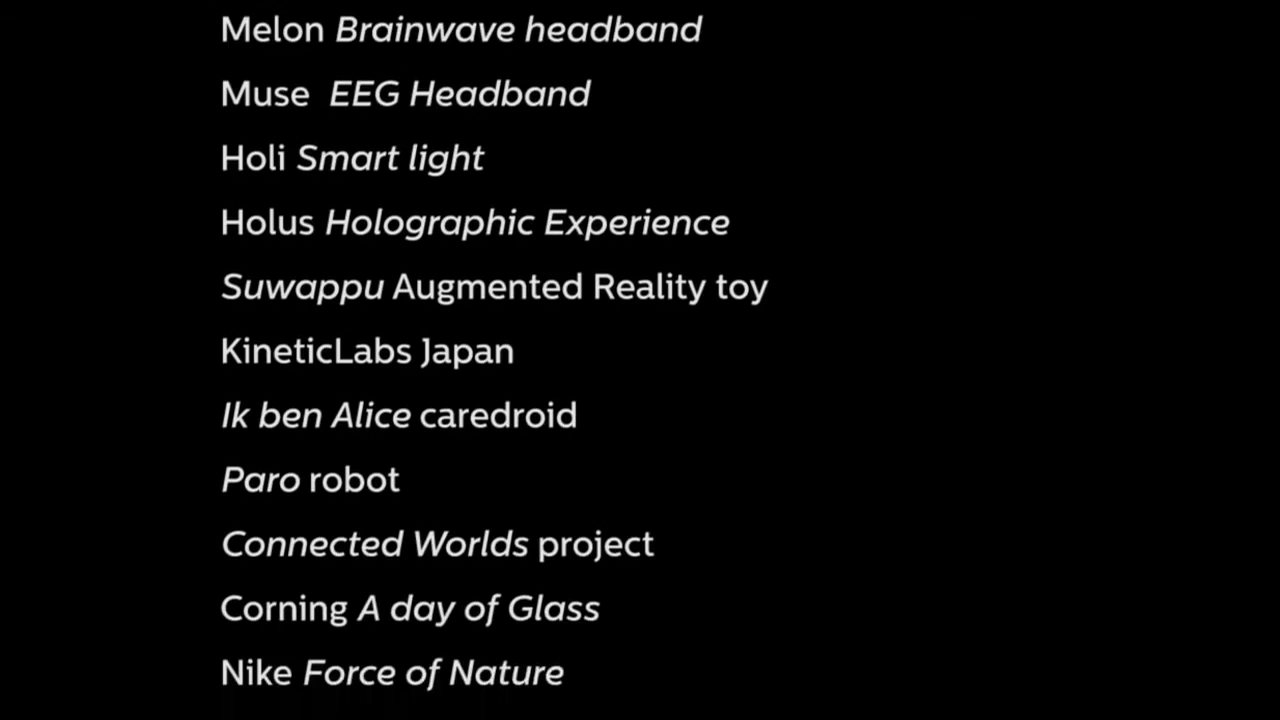 Melon Brainwave headband
Muse EEG Headband
Holi Smart light
Holus Holographic Experience
Suwappu Augmented Reality toy
KineticLabs Japan
Ik ben Alice caredroid
Paro robot
Connected Worlds project
Corning A day of Glass
Nike Force of Nature